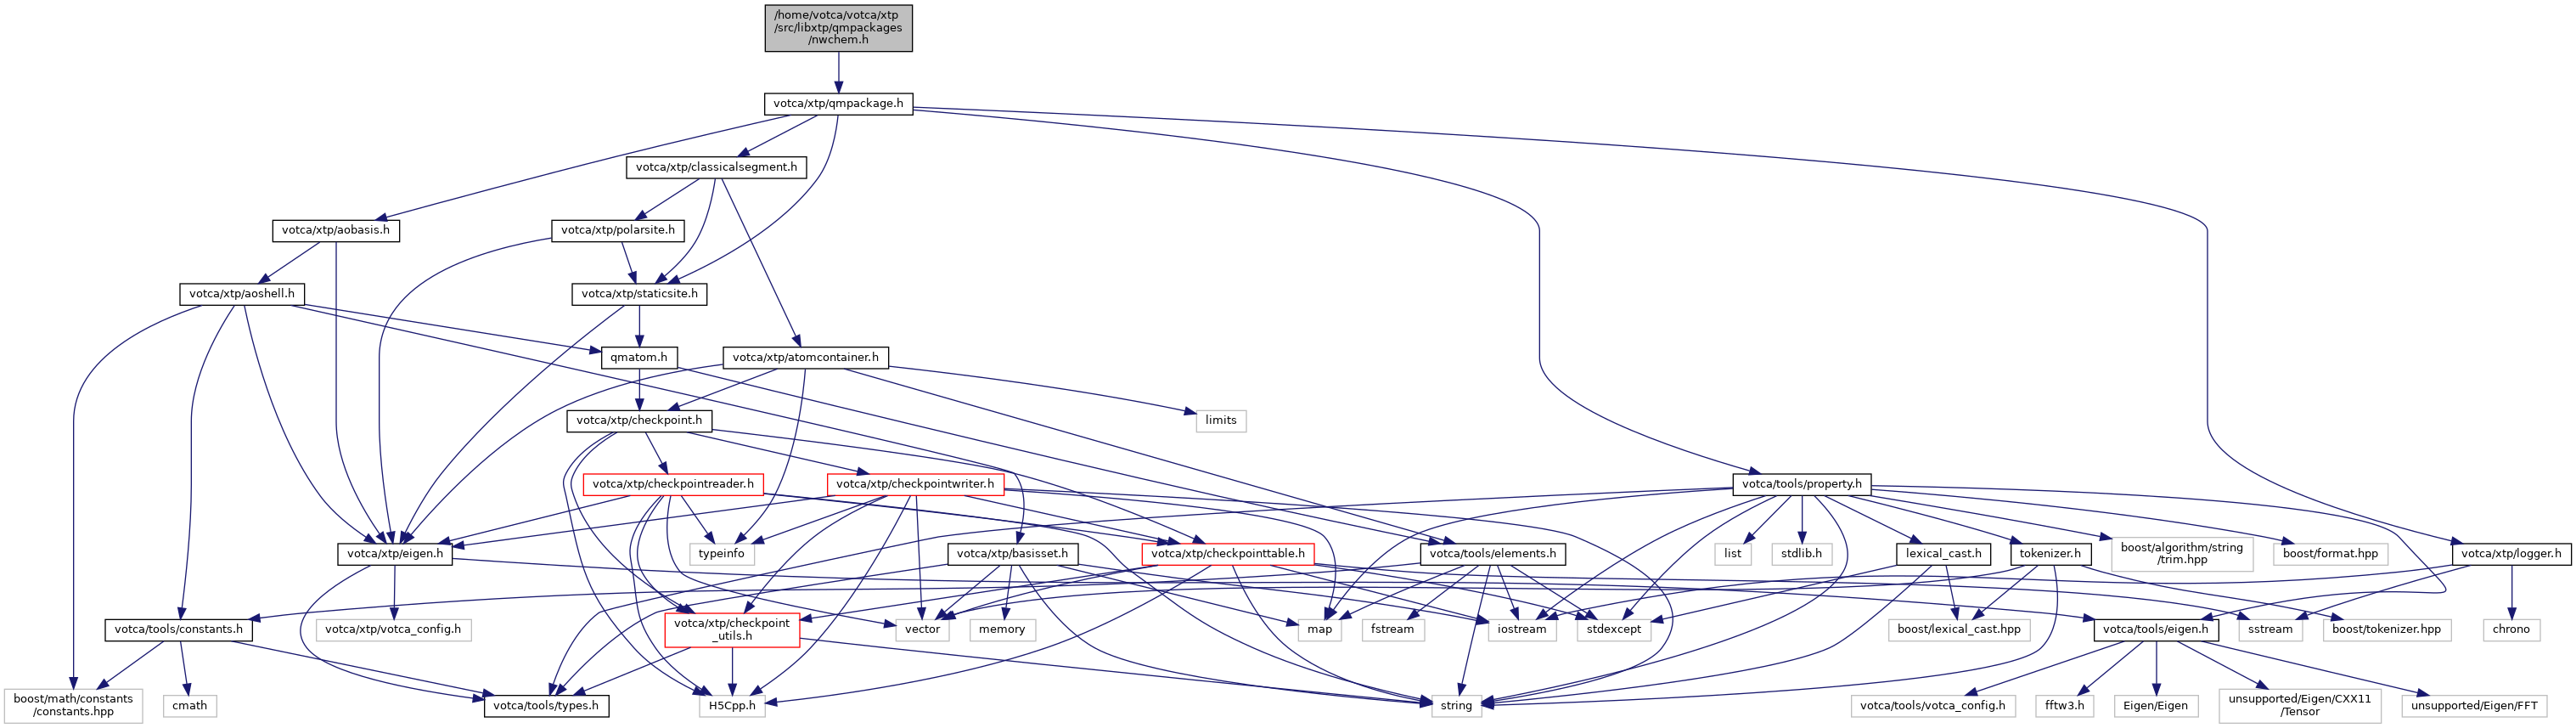 /home/votca/votca/xtp
/src/libxtp/qmpackages
/nwchem.h
votca/xtp/qmpackage.h
votca/xtp/classicalsegment.h
votca/xtp/aobasis.h
votca/xtp/polarsite.h
votca/xtp/aoshell.h
votca/xtp/staticsite.h
qmatom.h
votca/xtp/atomcontainer.h
votca/xtp/checkpoint.h
limits
votca/xtp/checkpointreader.h
votca/xtp/checkpointwriter.h
votca/tools/property.h
votca/xtp/eigen.h
typeinfo
votca/xtp/basisset.h
votca/xtp/checkpointtable.h
votca/tools/elements.h
list
stdlib.h
lexical_cast.h
tokenizer.h
boost/algorithm/string
/trim.hpp
boost/format.hpp
votca/xtp/logger.h
votca/tools/constants.h
votca/xtp/votca_config.h
votca/xtp/checkpoint
_utils.h
vector
memory
map
fstream
iostream
stdexcept
boost/lexical_cast.hpp
votca/tools/eigen.h
sstream
boost/tokenizer.hpp
chrono
boost/math/constants
/constants.hpp
cmath
votca/tools/types.h
H5Cpp.h
string
votca/tools/votca_config.h
fftw3.h
Eigen/Eigen
unsupported/Eigen/CXX11
/Tensor
unsupported/Eigen/FFT